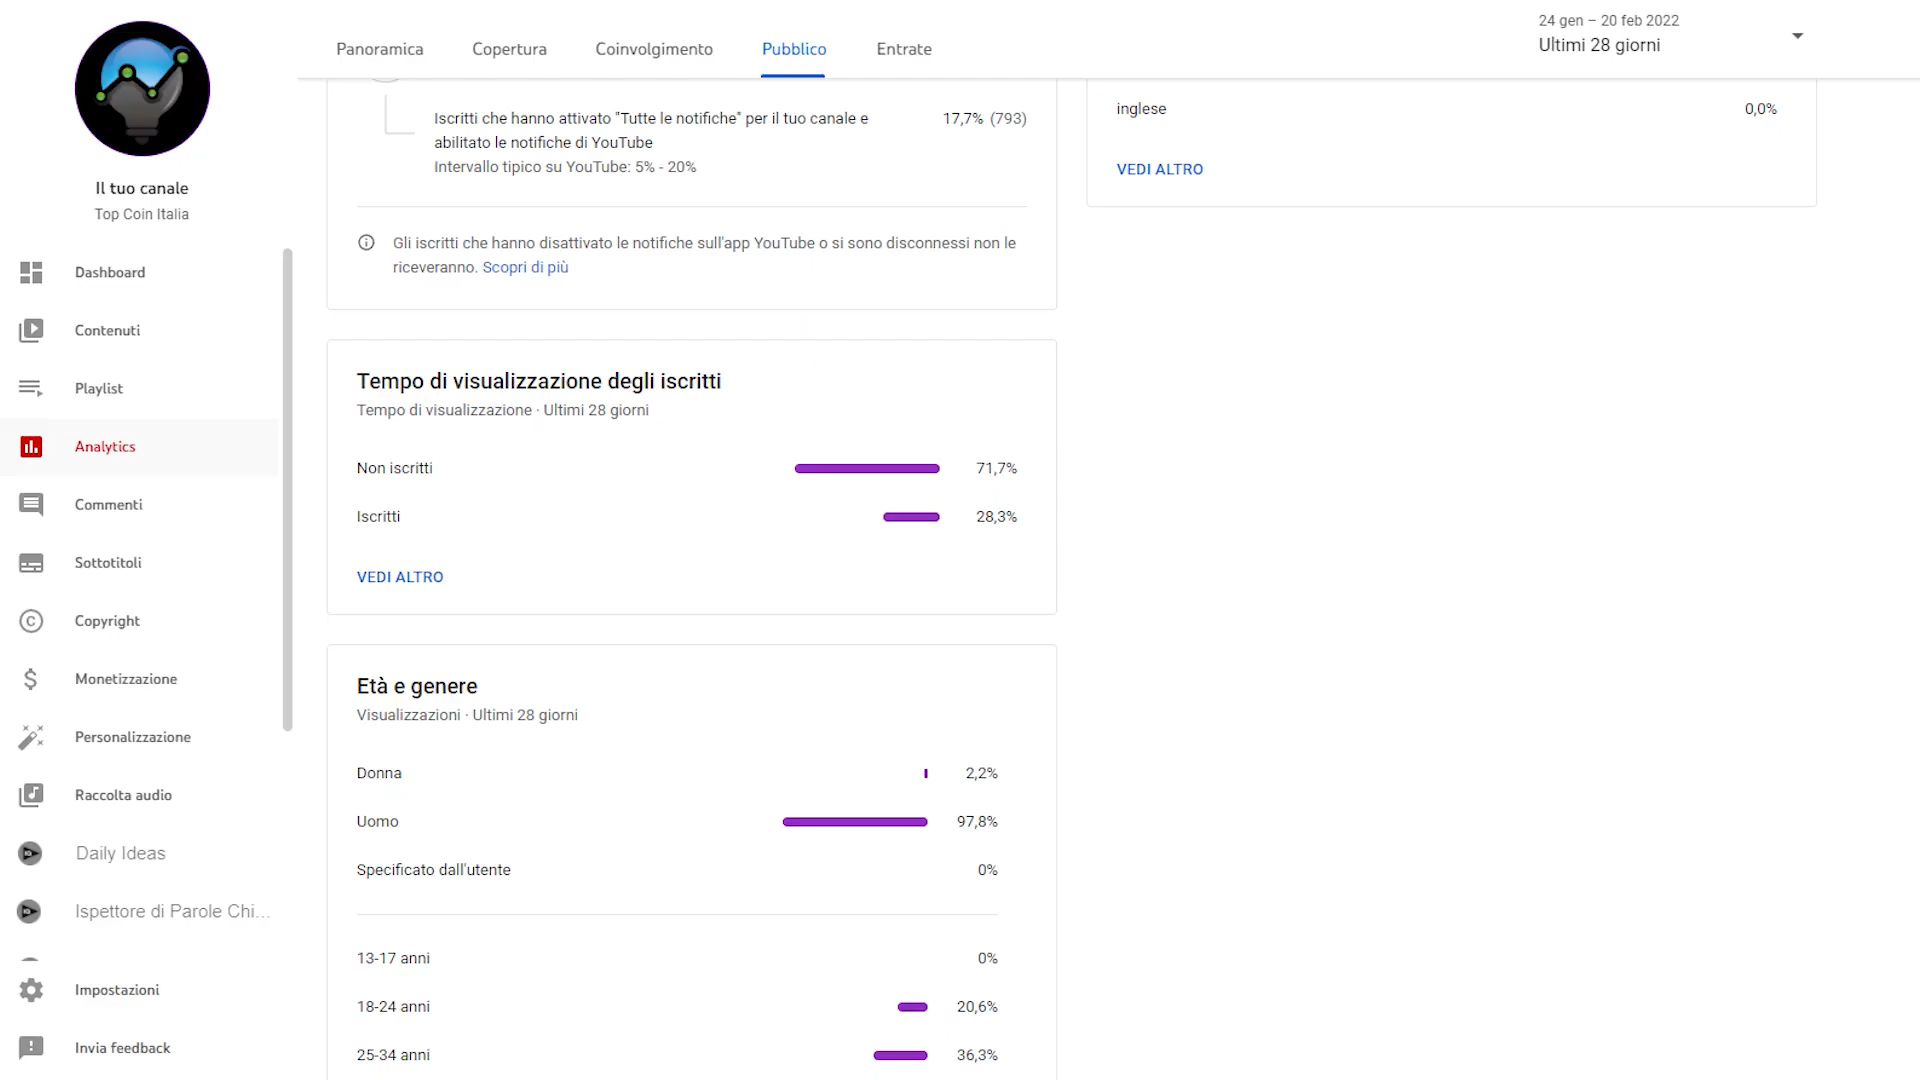 Panoramica
Copertura
Coinvolgimento
Pubblico
Entrate
24 gen – 20 feb 2022
Ultimi 28 giorni
Il tuo canale
Top Coin Italia
Dashboard
Contenuti
Playlist
Analytics
Commenti
Sottotitoli
Copyright
Monetizzazione
Personalizzazione
Raccolta audio
Daily Ideas
Ispettore di Parole Chi...
Impostazioni
Invia feedback
Iscritti che hanno attivato "Tutte le notifiche" per il tuo canale e
abilitato le notifiche di YouTube
17,7% (793)
Intervallo tipico su YouTube: 5% - 20%
Gli iscritti che hanno disattivato le notifiche sull'app YouTube o si sono disconnessi non le
riceveranno. Scopri di più
inglese 0,0%
VEDI ALTRO
Tempo di visualizzazione degli iscritti
Tempo di visualizzazione · Ultimi 28 giorni
Non iscritti 71,7%
Iscritti 28,3%
VEDI ALTRO
Età e genere
Visualizzazioni · Ultimi 28 giorni
Donna 2,2%
Uomo 97,8%
Specificato dall'utente 0%
13-17 anni 0%
18-24 anni 20,6%
25-34 anni 36,3%